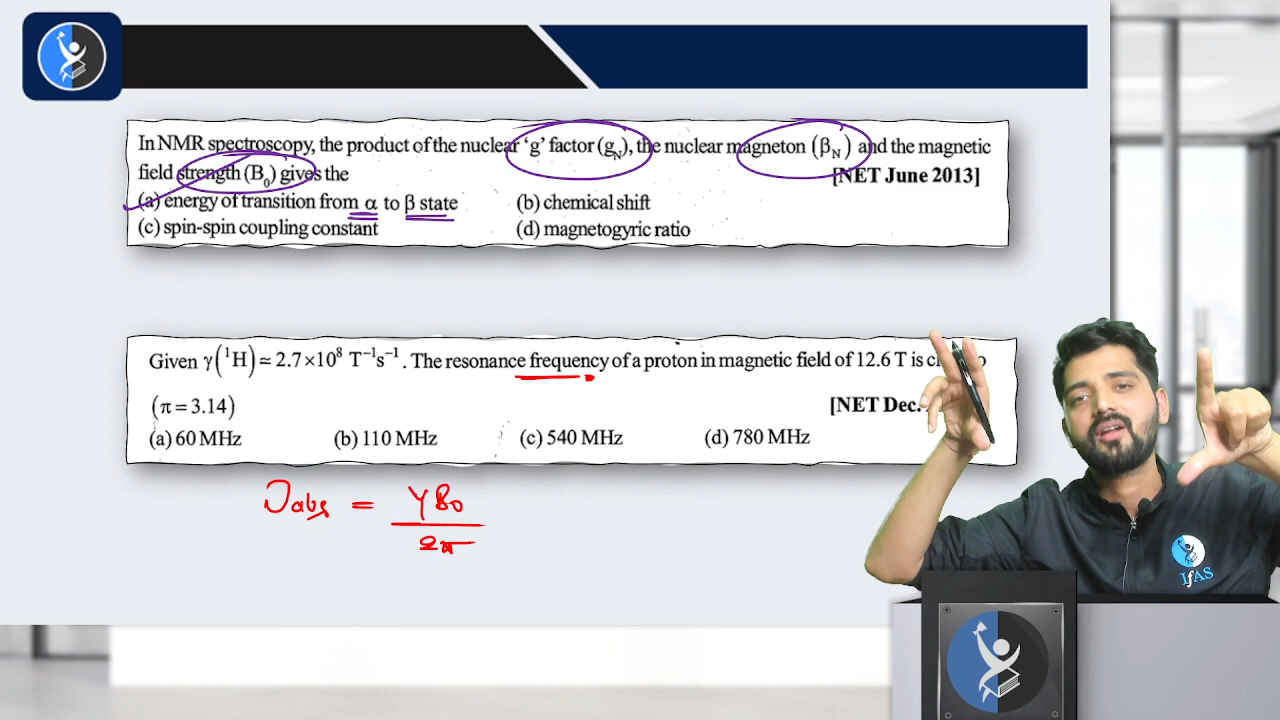 In NMR spectroscopy, the product of the nuclear 'g' factor (gN), the nuclear magneton (βN) and the magnetic
field strength (B0) gives the [NET June 2013]
(a) energy of transition from α to β state (b) chemical shift
(c) spin-spin coupling constant (d) magnetogyric ratio
Given γ(¹H) ≃ 2.7×10⁸ T⁻¹s⁻¹. The resonance frequency of a proton in magnetic field of 12.6 T is
(π = 3.14) [NET Dec.
(a) 60 MHz (b) 110 MHz (c) 540 MHz (d) 780 MHz
νabs = γB0
2π
IfAS